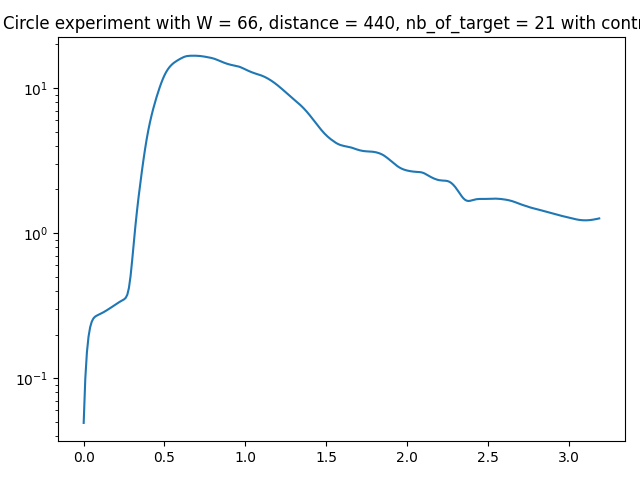 Circle experiment with W = 66, distance = 440, nb_of_target = 21 with contr
10¹
10⁰
10⁻¹
0.0 0.5 1.0 1.5 2.0 2.5 3.0